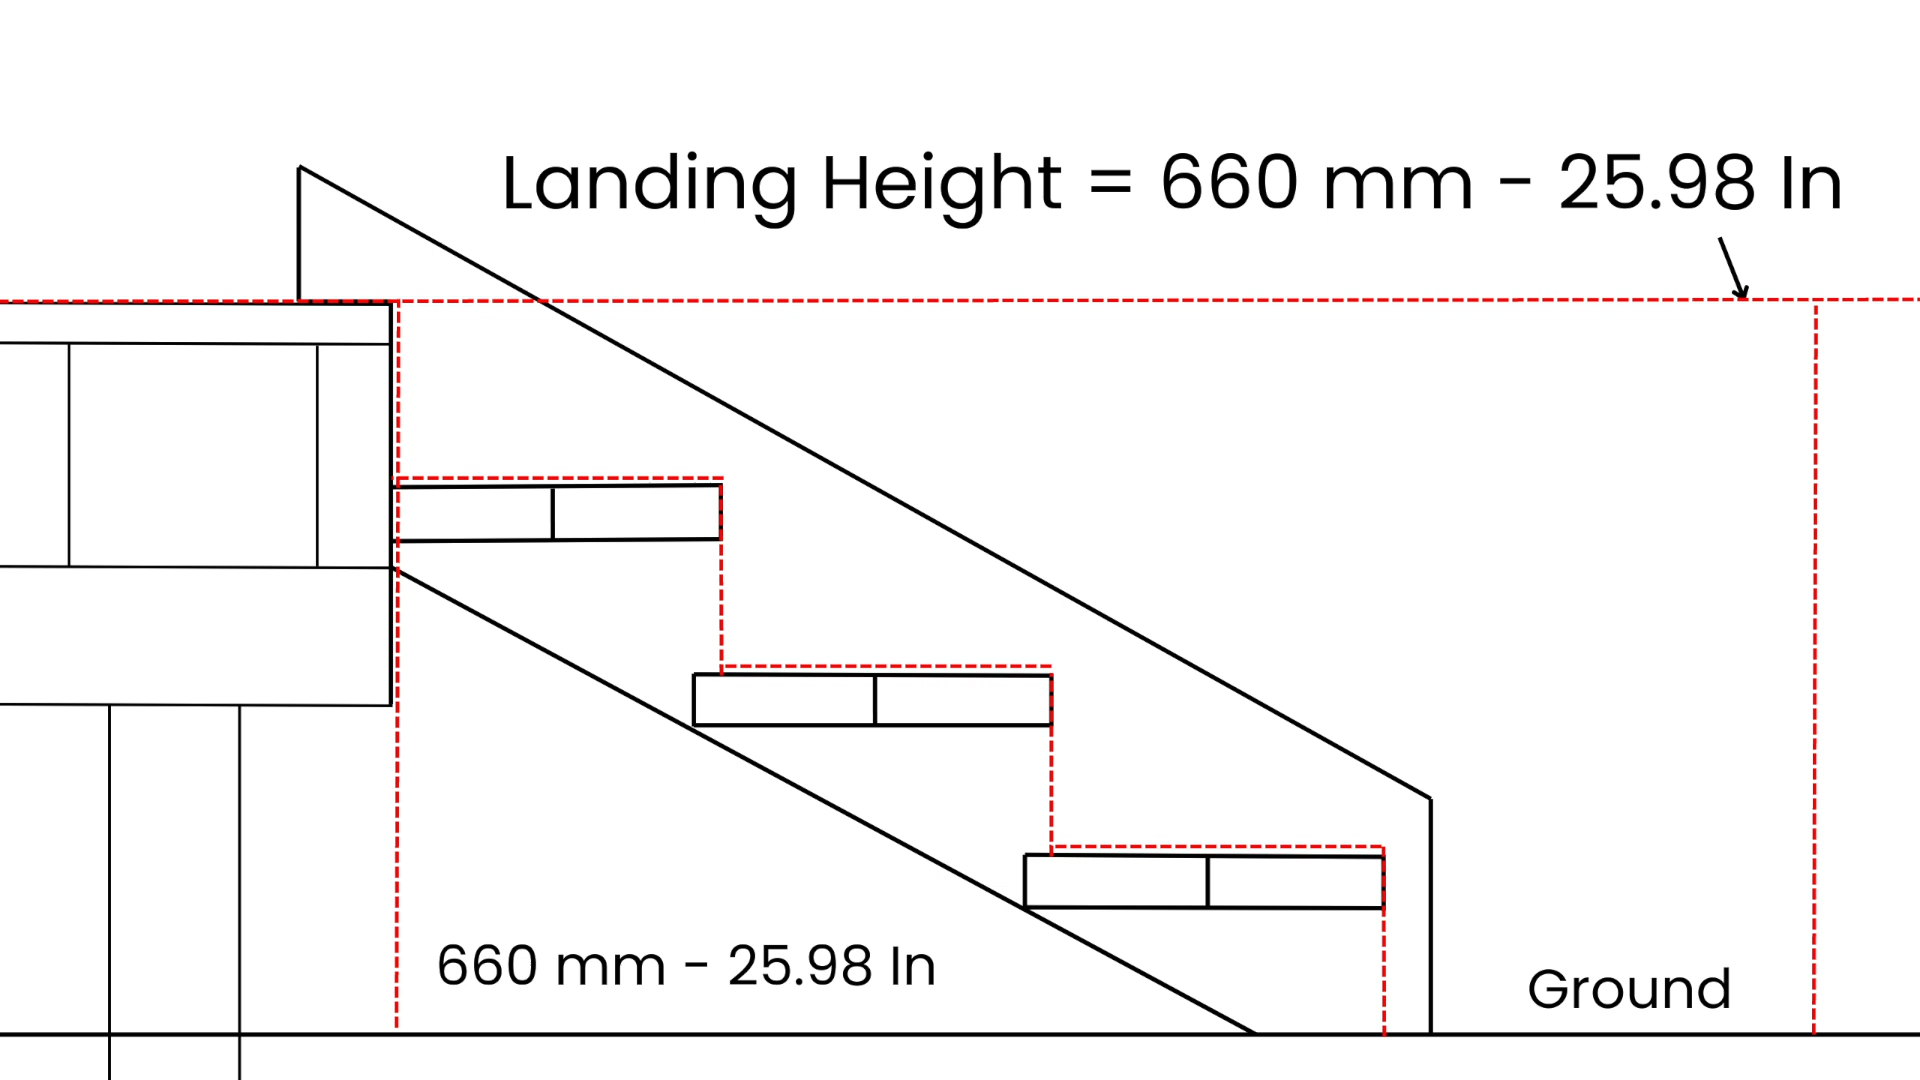 Landing Height = 660 mm - 25.98 In
660 mm - 25.98 In
Ground